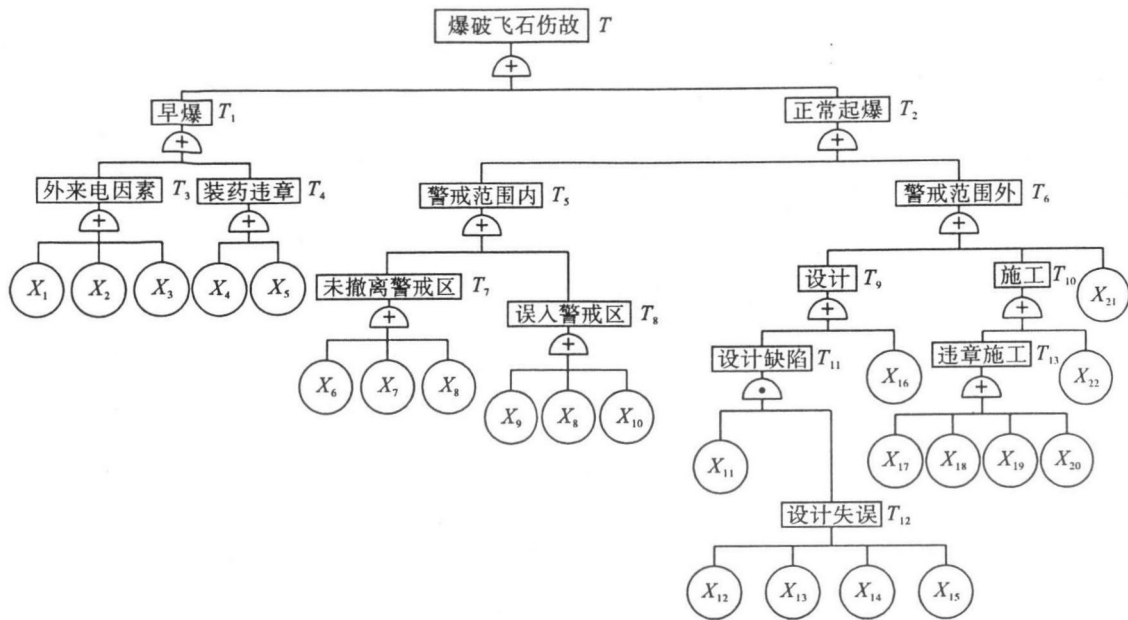 爆破飞石伤故 T
+
早爆 T₁ 正常起爆 T₂
+ +
外来电因素 T₃ 装药违章 T₄ 警戒范围内 T₅ 警戒范围外 T₆
+ + + +
X₁ X₂ X₃ X₄ X₅ 未撤离警戒区 T₇ 设计 T₉ 施工 T₁₀ X₂₁
+ 误入警戒区 T₈ + +
+ 设计缺陷 T₁₁ X₁₆ 违章施工 T₁₃ X₂₂
X₆ X₇ X₈ • +
X₉ X₈ X₁₀ X₁₁ X₁₇ X₁₈ X₁₉ X₂₀
设计失误 T₁₂
X₁₂ X₁₃ X₁₄ X₁₅